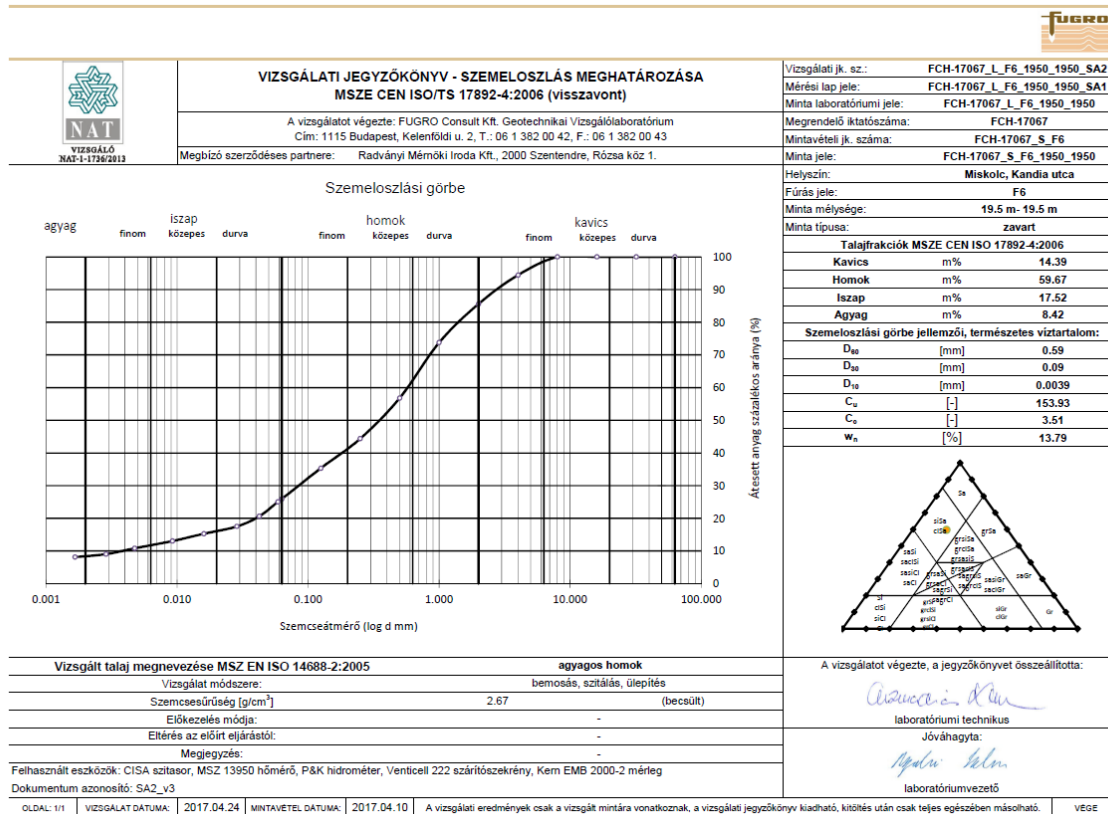 FUGRO
NAT
VIZSGÁLÓ
NAT-1-1736/2013
VIZSGÁLATI JEGYZŐKÖNYV - SZEMELOSZLÁS MEGHATÁROZÁSA
MSZE CEN ISO/TS 17892-4:2006 (visszavont)
A vizsgálatot végezte: FUGRO Consult Kft. Geotechnikai Vizsgálólaboratórium
Cím: 1115 Budapest, Kelenföldi u. 2, T.: 06 1 382 00 42, F.: 06 1 382 00 43
Megbízó szerződéses partnere: Radványi Mérnöki Iroda Kft., 2000 Szentendre, Rózsa köz 1.
Vizsgálati jk. sz.: FCH-17067_L_F6_1950_1950_SA2
Mérési lap jele: FCH-17067_L_F6_1950_1950_SA1
Minta laboratóriumi jele: FCH-17067_L_F6_1950_1950
Megrendelő iktatószáma: FCH-17067
Mintavételi jk. száma: FCH-17067_S_F6
Minta jele: FCH-17067_S_F6_1950_1950
Helyszín: Miskolc, Kandia utca
Fúrás jele: F6
Minta mélysége: 19.5 m- 19.5 m
Minta típusa: zavart
Talajfrakciók MSZE CEN ISO 17892-4:2006
Kavics m% 14.39
Homok m% 59.67
Iszap m% 17.52
Agyag m% 8.42
Szemeloszlási görbe jellemzői, természetes víztartalom:
D60 [mm] 0.59
D30 [mm] 0.09
D10 [mm] 0.0039
Cu [-] 153.93
Cc [-] 3.51
wn [%] 13.79
Szemeloszlási görbe
agyag iszap homok kavics
finom közepes durva finom közepes durva finom közepes durva
100
90
80
70
60
50
40
30
20
10
0
Átesett anyag százalékos aránya (%)
0.001 0.010 0.100 1.000 10.000 100.000
Szemcseátmérő (log d mm)
Sa
siSa
clSa
grSa
grsiSa
grclSa
saSi
saclSi
sasiCl
saCl
sasiGr
saclGr
saGr
Si
clSi
siCl
grclSi
grsiCl
siGr
clGr
Gr
Vizsgált talaj megnevezése MSZ EN ISO 14688-2:2005 agyagos homok
Vizsgálat módszere: bemosás, szitálás, ülepítés
Szemcsesűrűség [g/cm3] 2.67 (becsült)
Előkezelés módja: -
Eltérés az előírt eljárástól: -
Megjegyzés: -
Felhasznált eszközök: CISA szitasor, MSZ 13950 hőmérő, P&K hidrométer, Venticell 222 szárítószekrény, Kern EMB 2000-2 mérleg
Dokumentum azonosító: SA2_v3
A vizsgálatot végezte, a jegyzőkönyvet összeállította:
laboratóriumi technikus
Jóváhagyta:
laboratóriumvezető
OLDAL: 1/1 VIZSGÁLAT DÁTUMA: 2017.04.24 MINTAVÉTEL DÁTUMA: 2017.04.10 A vizsgálati eredmények csak a vizsgált mintára vonatkoznak, a vizsgálati jegyzőkönyv kiadható, kitöltés után csak teljes egészében másolható. VÉGE